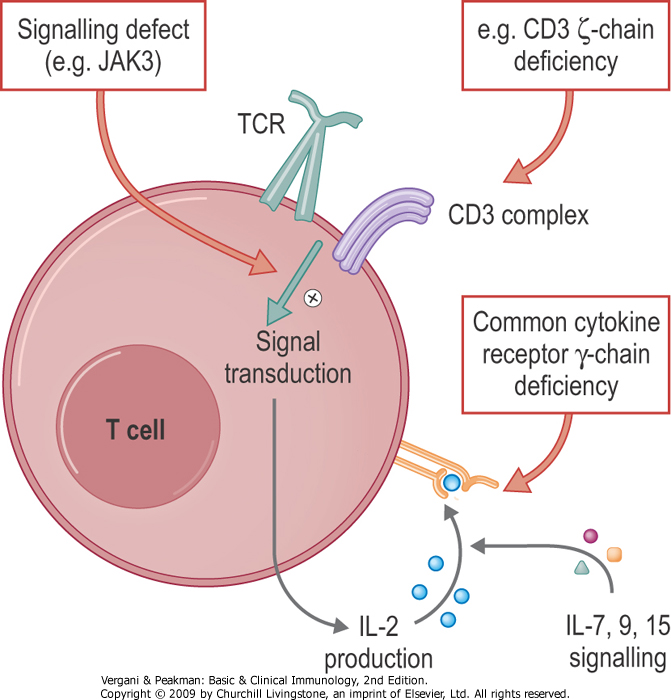 Signalling defect
(e.g. JAK3)
e.g. CD3 ζ-chain
deficiency
TCR
CD3 complex
Signal
transduction
Common cytokine
receptor γ-chain
deficiency
T cell
IL-2
production
IL-7, 9, 15
signalling
Vergani & Peakman: Basic & Clinical Immunology, 2nd Edition.
Copyright © 2009 by Churchill Livingstone, an imprint of Elsevier, Ltd. All rights reserved.